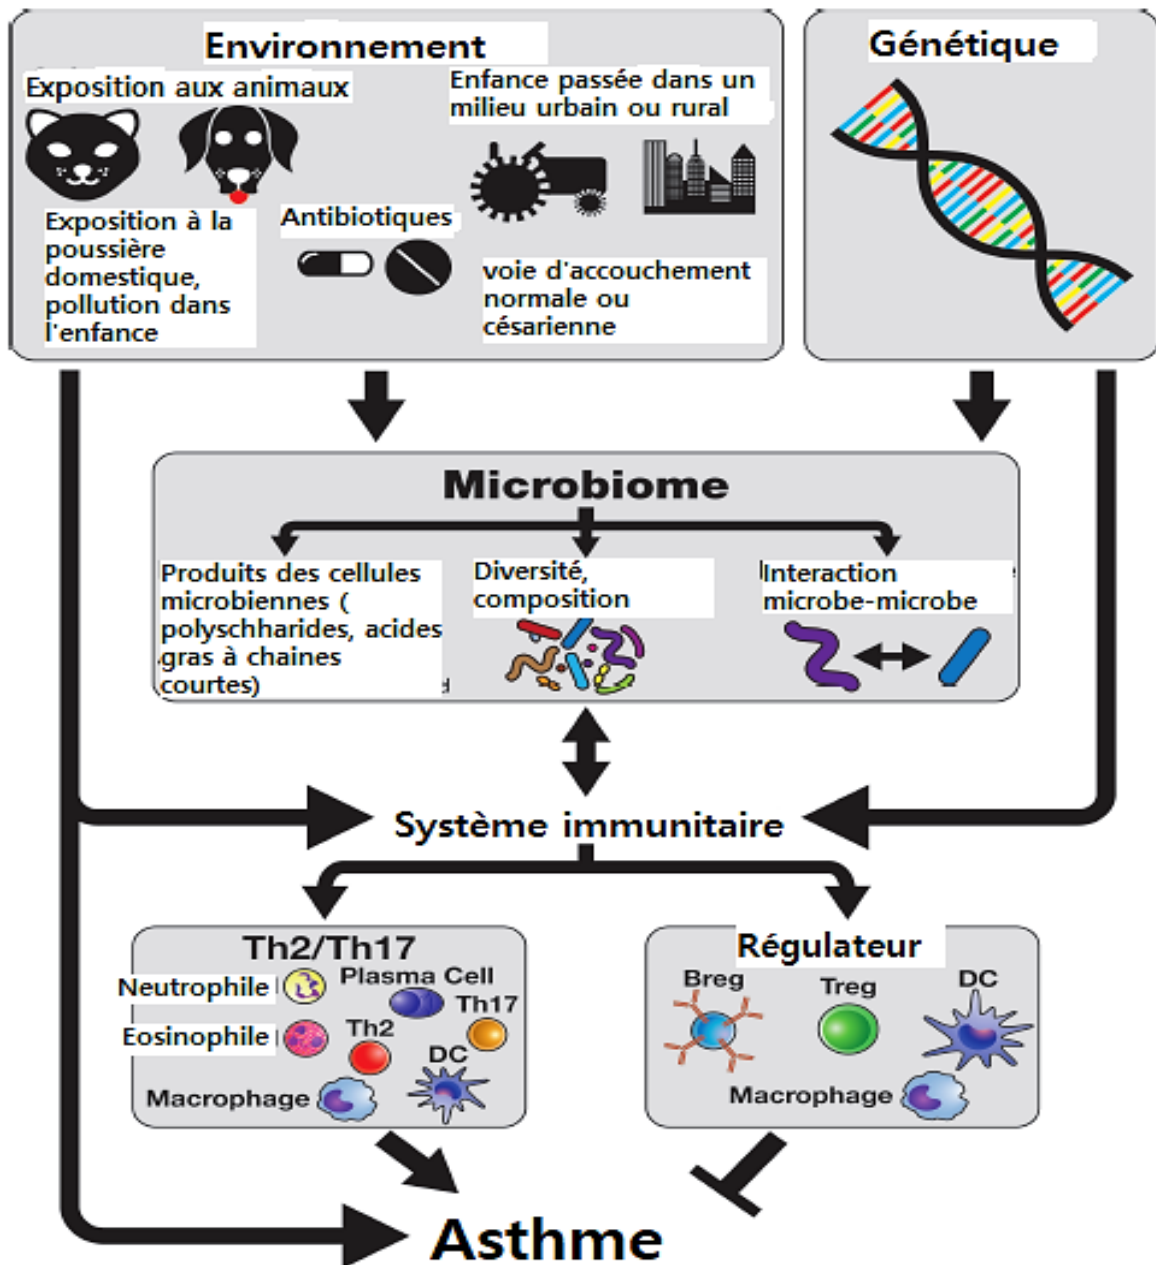 Environnement
Exposition aux animaux
Enfance passée dans un
milieu urbain ou rural
Exposition à la
poussière
domestique,
pollution dans
l'enfance
Antibiotiques
voie d'accouchement
normale ou
césarienne
Génétique
Microbiome
Produits des cellules
microbiennes (
polyschharides, acides
gras à chaines
courtes)
Diversité,
composition
Interaction
microbe-microbe
Système immunitaire
Th2/Th17
Neutrophile
Plasma Cell
Th17
Eosinophile
Th2
DC
Macrophage
Régulateur
Breg
Treg
DC
Macrophage
Asthme